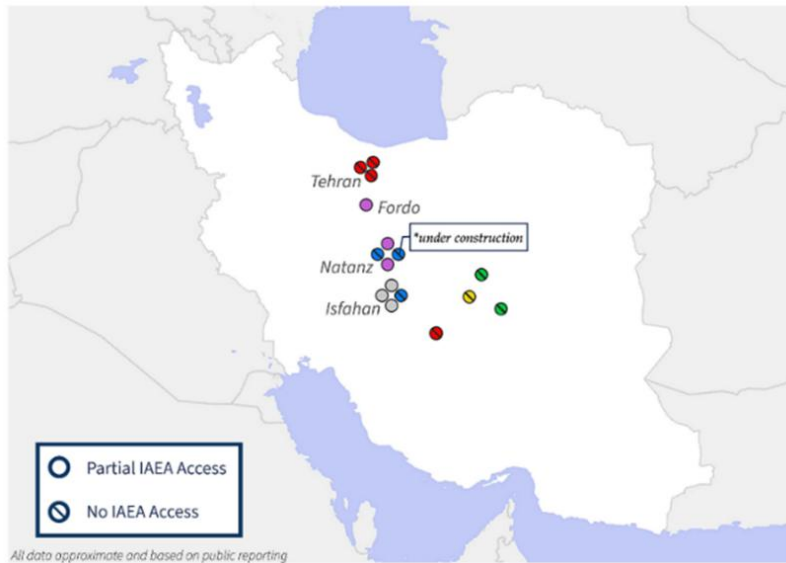 Tehran
Fordo
*under construction
Natanz
Isfahan
Partial IAEA Access
No IAEA Access
All data approximate and based on public reporting